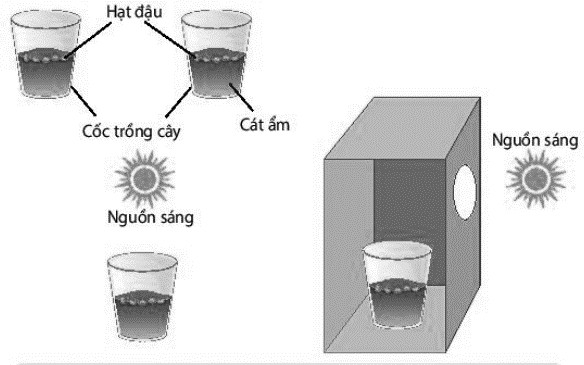 Hạt đậu
Cốc trồng cây
Cát ẩm
Nguồn sáng
Nguồn sáng